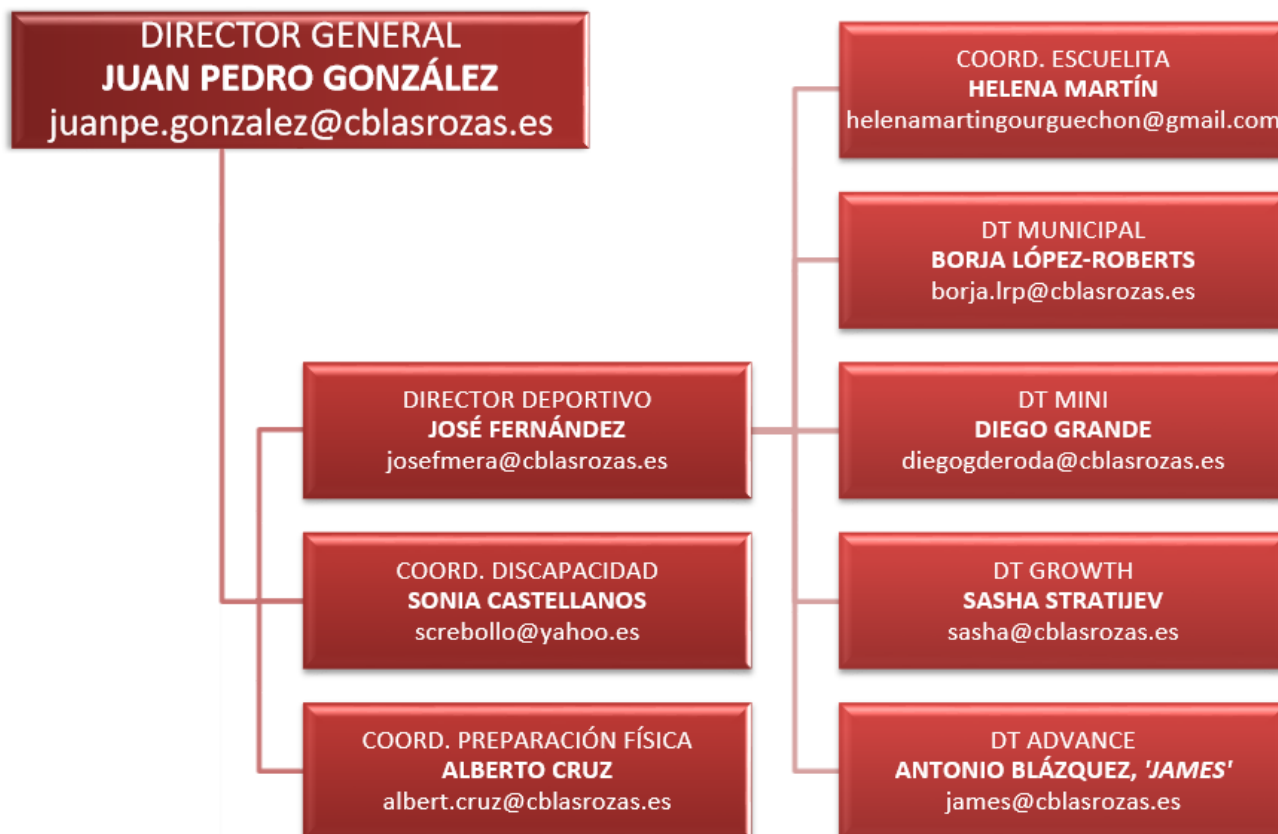 DIRECTOR GENERAL
JUAN PEDRO GONZÁLEZ
juanpe.gonzalez@cblasrozas.es
DIRECTOR DEPORTIVO
JOSÉ FERNÁNDEZ
josefmera@cblasrozas.es
COORD. DISCAPACIDAD
SONIA CASTELLANOS
screbollo@yahoo.es
COORD. PREPARACIÓN FÍSICA
ALBERTO CRUZ
albert.cruz@cblasrozas.es
COORD. ESCUELITA
HELENA MARTÍN
helenamartingourguechon@gmail.com
DT MUNICIPAL
BORJA LÓPEZ-ROBERTS
borja.lrp@cblasrozas.es
DT MINI
DIEGO GRANDE
diegogderoda@cblasrozas.es
DT GROWTH
SASHA STRATIJEV
sasha@cblasrozas.es
DT ADVANCE
ANTONIO BLÁZQUEZ, 'JAMES'
james@cblasrozas.es